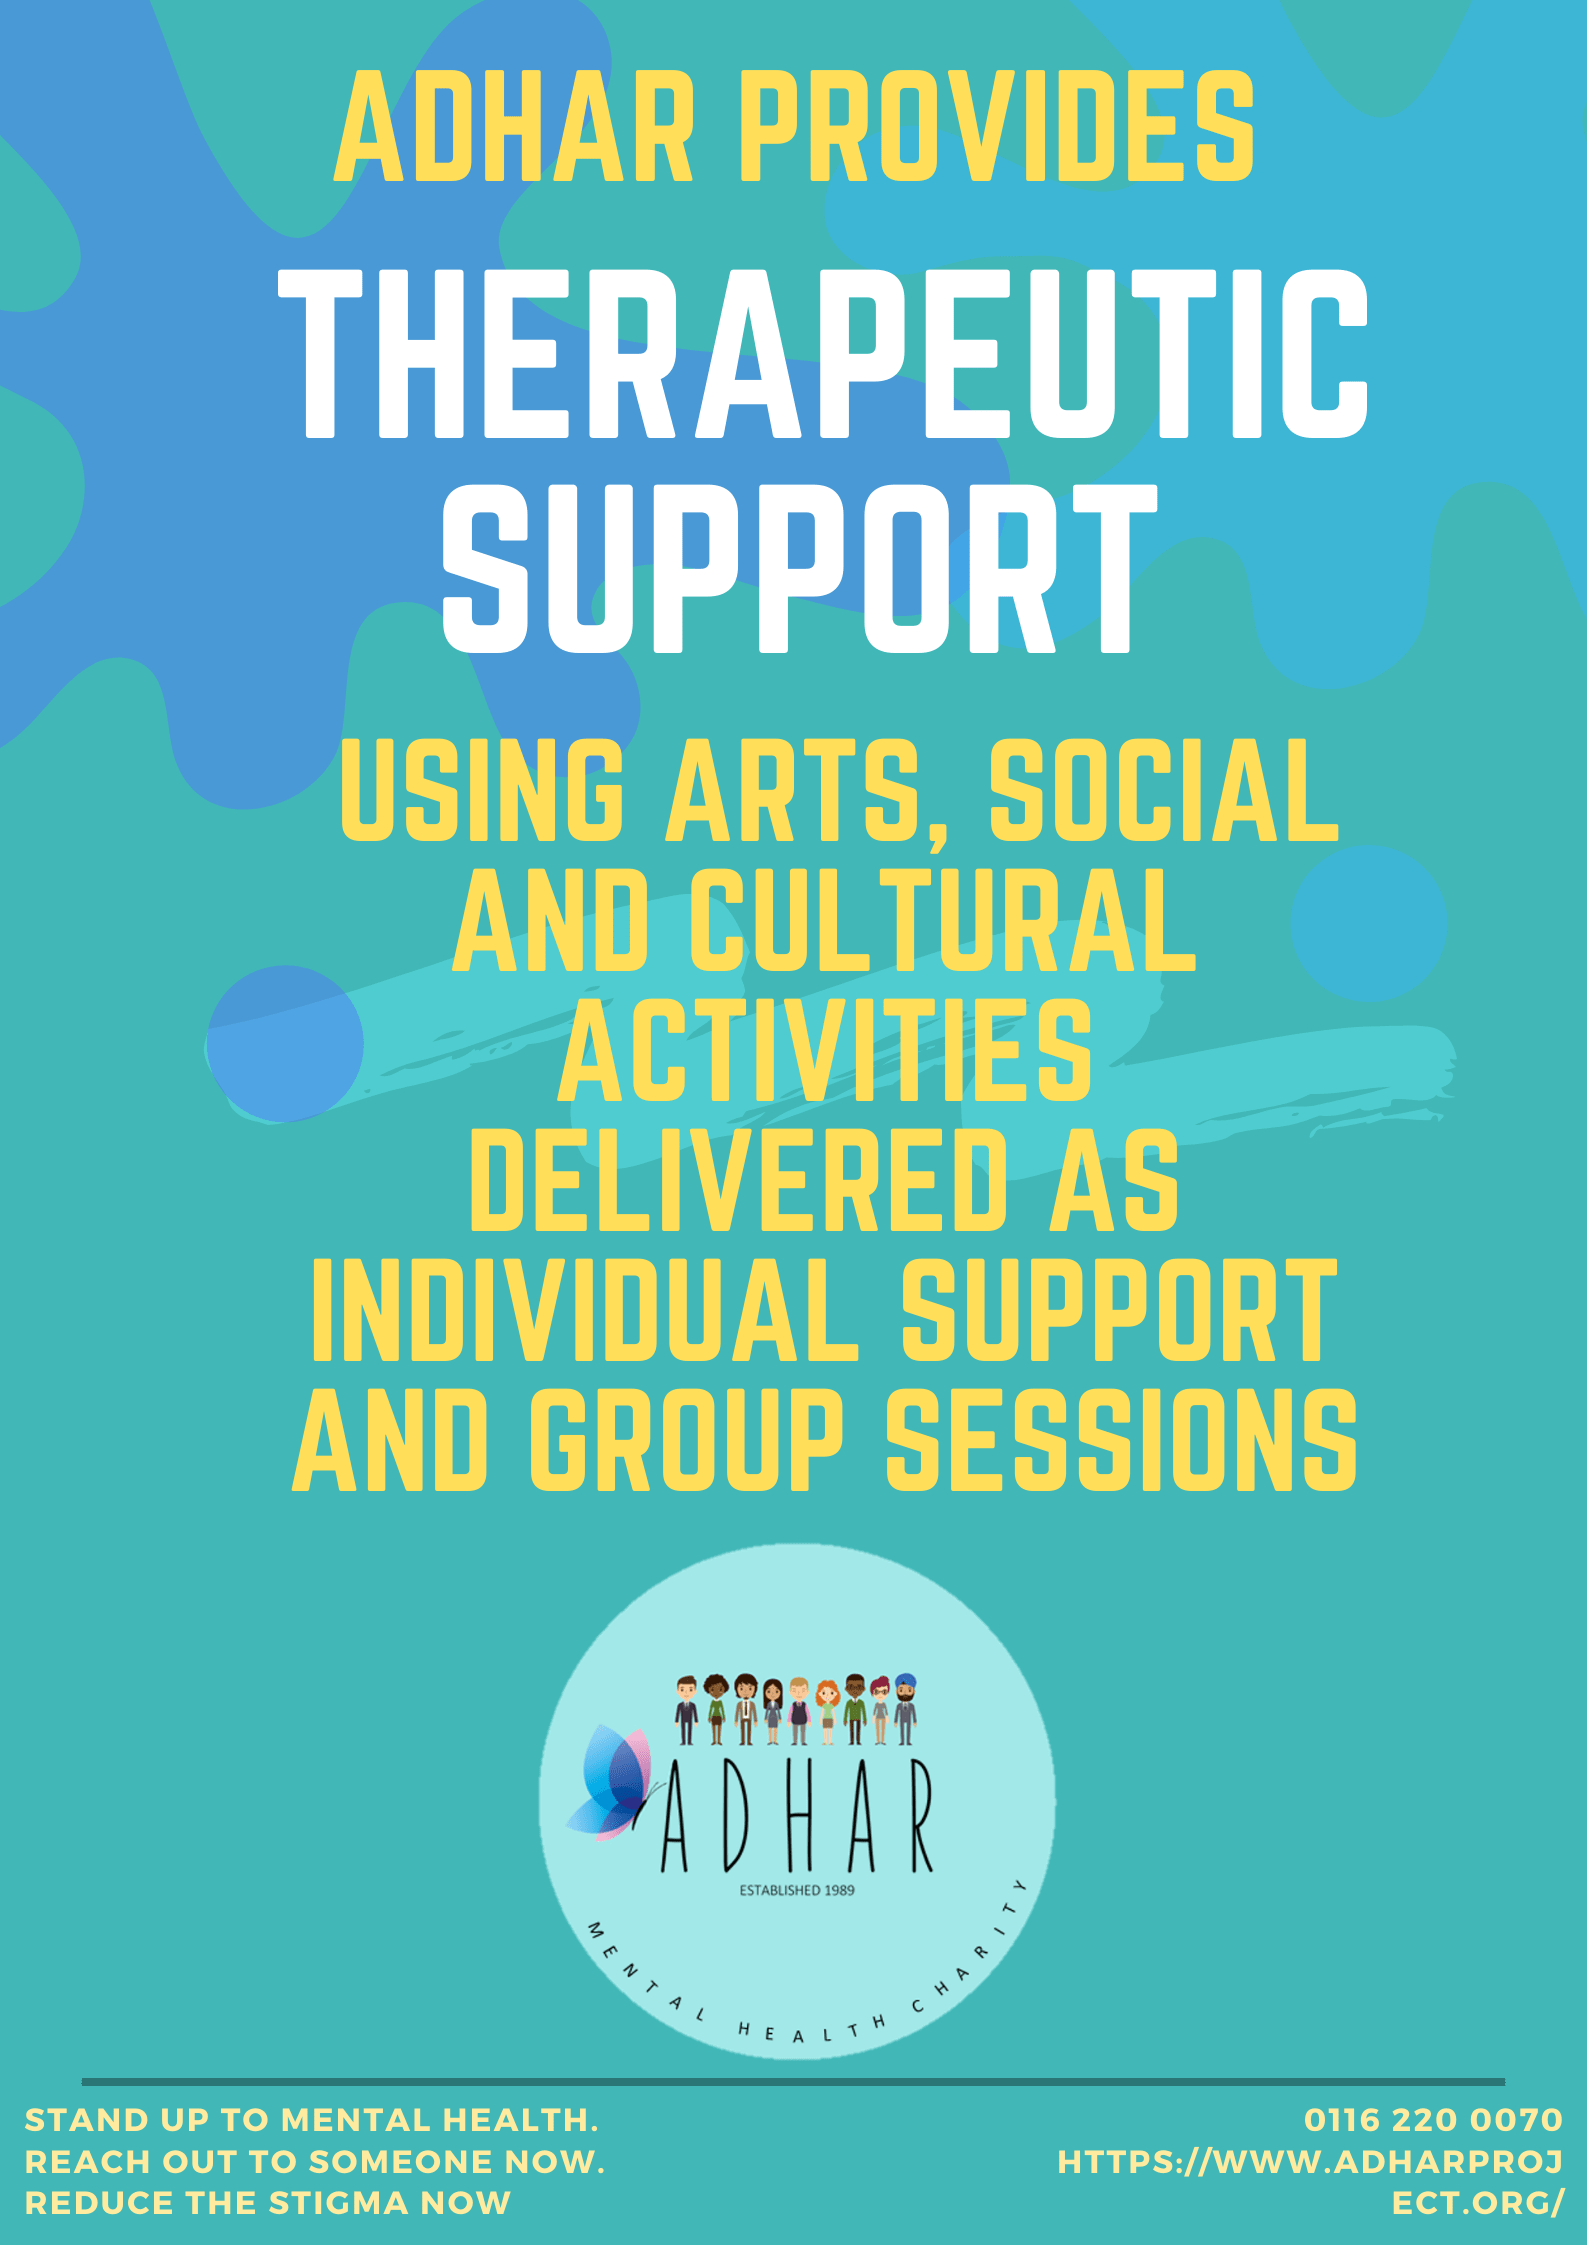 ADHAR PROVIDES
THERAPEUTIC
SUPPORT
USING ARTS, SOCIAL
AND CULTURAL
ACTIVITIES
DELIVERED AS
INDIVIDUAL SUPPORT
AND GROUP SESSIONS
ADHAR
ESTABLISHED 1989
MENTAL HEALTH CHARITY
STAND UP TO MENTAL HEALTH.
REACH OUT TO SOMEONE NOW.
REDUCE THE STIGMA NOW
0116 220 0070
HTTPS://WWW.ADHARPROJ
ECT.ORG/